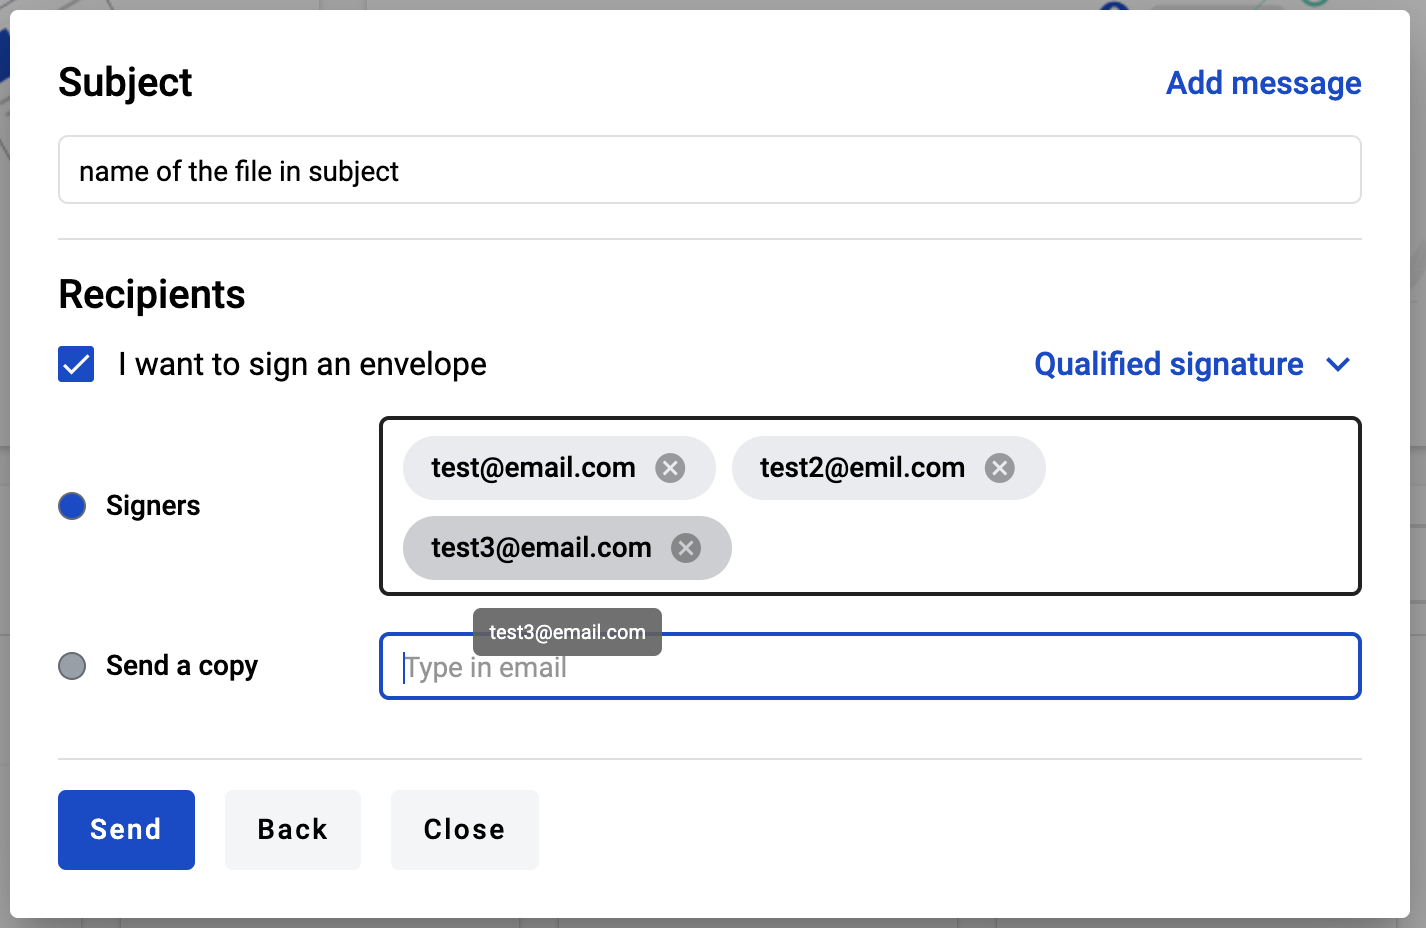 Subject
Add message
name of the file in subject
Recipients
I want to sign an envelope
Qualified signature
Signers
test@email.com
test2@emil.com
test3@email.com
test3@email.com
Send a copy
Type in email
Send
Back
Close